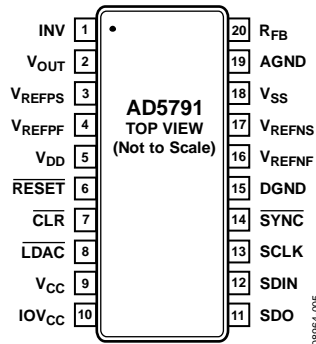 INV 1
VOUT 2
VREFPS 3
VREFPF 4
VDD 5
RESET 6
CLR 7
LDAC 8
VCC 9
IOVCC 10
AD5791
TOP VIEW
(Not to Scale)
20 RFB
19 AGND
18 VSS
17 VREFNS
16 VREFNF
15 DGND
14 SYNC
13 SCLK
12 SDIN
11 SDO
08964-005